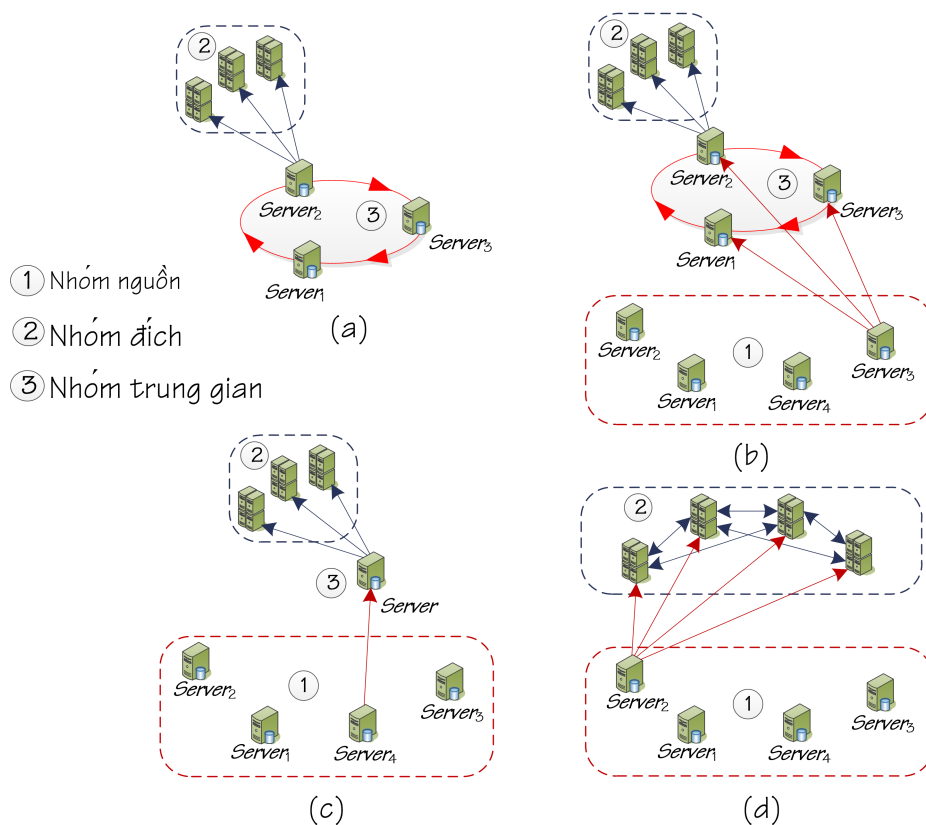 2
Server₂
3
Server₃
Server₁
(a)
2
Server₂
3
Server₃
Server₁
Server₂
1
Server₃
Server₁
Server₄
(b)
1 Nhóm nguồn
2 Nhóm đích
3 Nhóm trung gian
2
3
Server
Server₂
1
Server₃
Server₁
Server₄
(c)
2
Server₂
1
Server₃
Server₁
Server₄
(d)